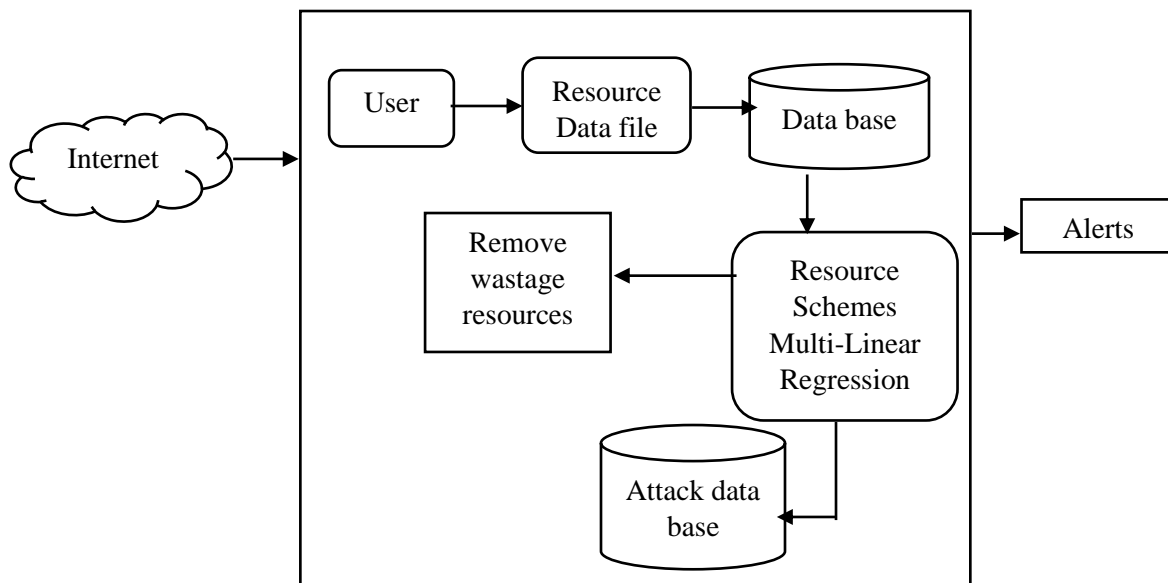 User
Resource
Data file
Data base
Internet
Alerts
Remove
wastage
resources
Resource
Schemes
Multi-Linear
Regression
Attack data
base